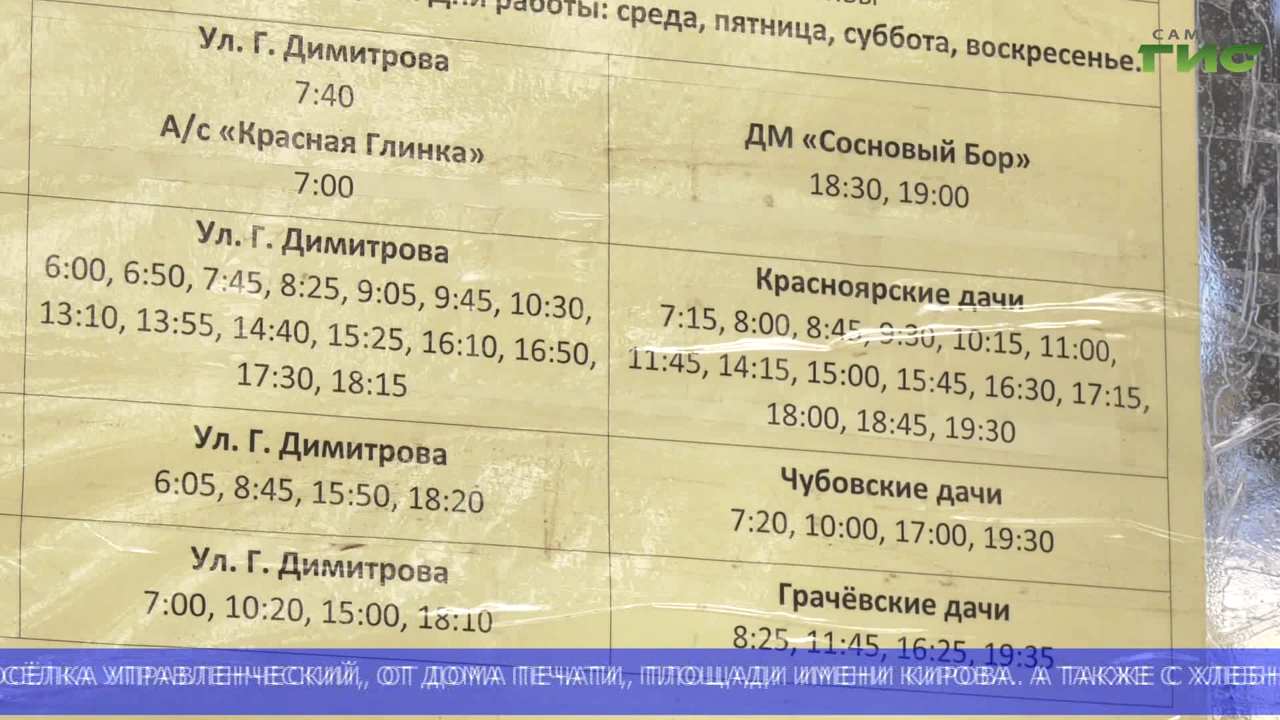 работы: среда, пятница, суббота, воскресенье.
ГИС
Ул. Г. Димитрова
7:40
А/с «Красная Глинка»
7:00
ДМ «Сосновый Бор»
18:30, 19:00
Ул. Г. Димитрова
6:00, 6:50, 7:45, 8:25, 9:05, 9:45, 10:30,
13:10, 13:55, 14:40, 15:25, 16:10, 16:50,
17:30, 18:15
Красноярские дачи
7:15, 8:00, 8:45, 9:30, 10:15, 11:00,
11:45, 14:15, 15:00, 15:45, 16:30, 17:15,
18:00, 18:45, 19:30
Ул. Г. Димитрова
6:05, 8:45, 15:50, 18:20
Чубовские дачи
7:20, 10:00, 17:00, 19:30
Ул. Г. Димитрова
7:00, 10:20, 15:00, 18:10
Грачёвские дачи
8:25, 11:45, 16:25, 19:35
УПРАВЛЕНЧЕСКИЙ, ОТ ДОМА ПЕЧАТИ, ПЛОЩАДИ ИМЕНИ КИРОВА. А ТАКЖЕ С